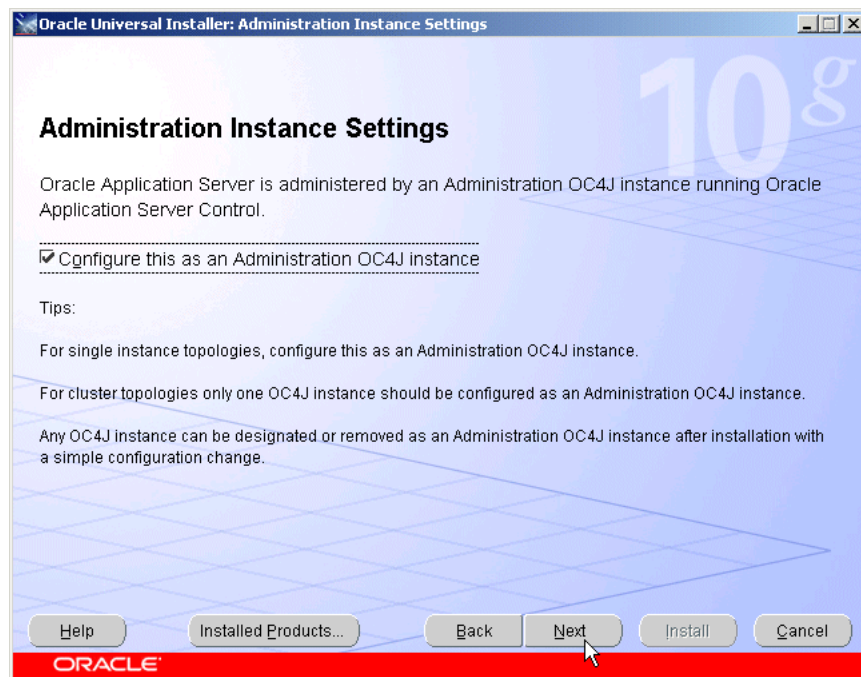 Oracle Universal Installer: Administration Instance Settings
10g
Administration Instance Settings
Oracle Application Server is administered by an Administration OC4J instance running Oracle
Application Server Control.
Configure this as an Administration OC4J instance
Tips:
For single instance topologies, configure this as an Administration OC4J instance.
For cluster topologies only one OC4J instance should be configured as an Administration OC4J instance.
Any OC4J instance can be designated or removed as an Administration OC4J instance after installation with
a simple configuration change.
Help Installed Products... Back Next Install Cancel
ORACLE